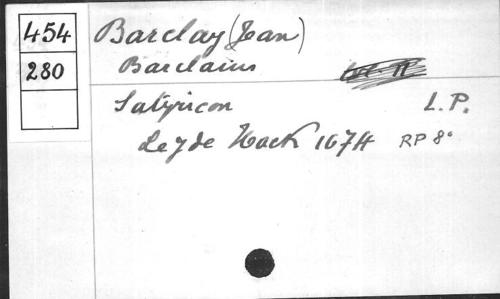 454
280
Barclay (Jean)
Barclaius
Satyricon L.P.
Leyde Hack 1674 RP 8°